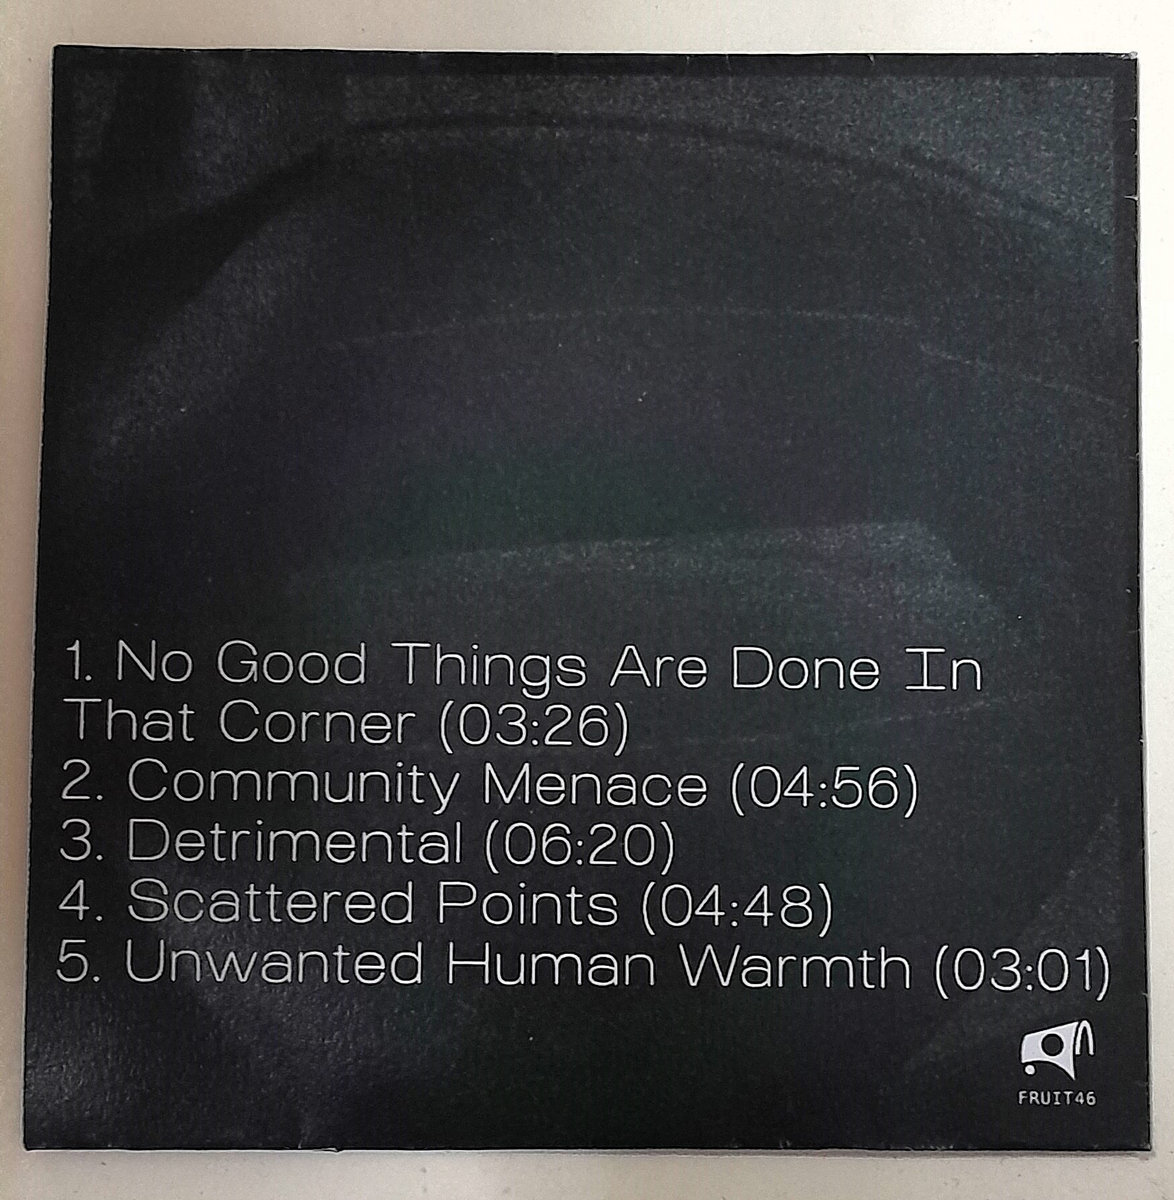 1. No Good Things Are Done In
That Corner (03:26)
2. Community Menace (04:56)
3. Detrimental (06:20)
4. Scattered Points (04:48)
5. Unwanted Human Warmth (03:01)
FRUIT46